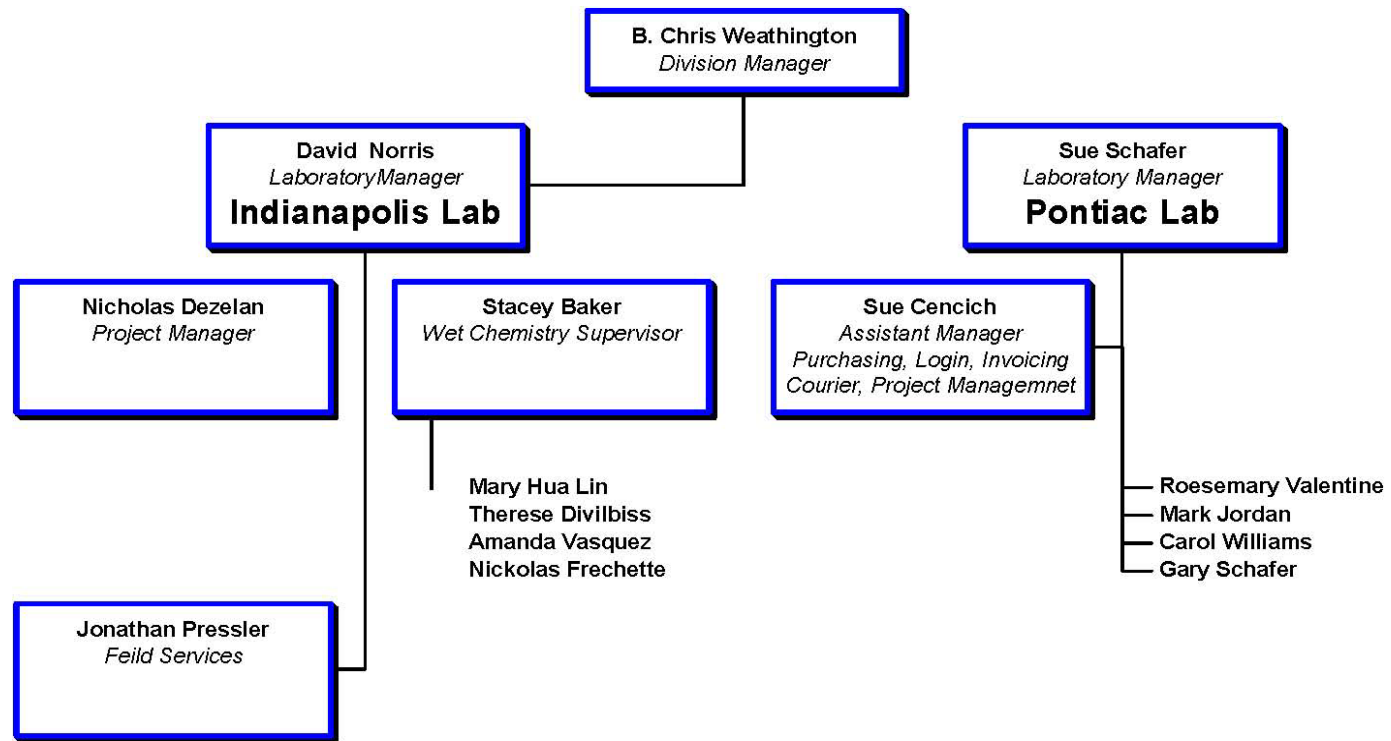 B. Chris Weathington
Division Manager
David Norris
LaboratoryManager
Indianapolis Lab
Sue Schafer
Laboratory Manager
Pontiac Lab
Nicholas Dezelan
Project Manager
Stacey Baker
Wet Chemistry Supervisor
Sue Cencich
Assistant Manager
Purchasing, Login, Invoicing
Courier, Project Managemnet
Mary Hua Lin
Therese Divilbiss
Amanda Vasquez
Nickolas Frechette
Roesemary Valentine
Mark Jordan
Carol Williams
Gary Schafer
Jonathan Pressler
Feild Services